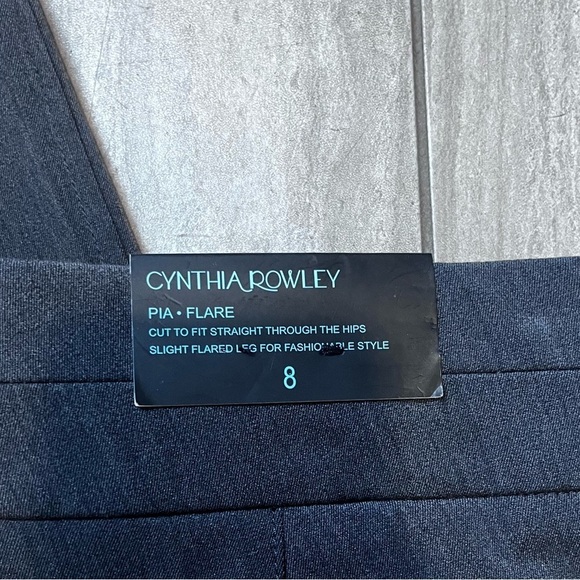 CYNTHIA ROWLEY
PIA • FLARE
CUT TO FIT STRAIGHT THROUGH THE HIPS
SLIGHT FLARED LEG FOR FASHIONABLE STYLE
8